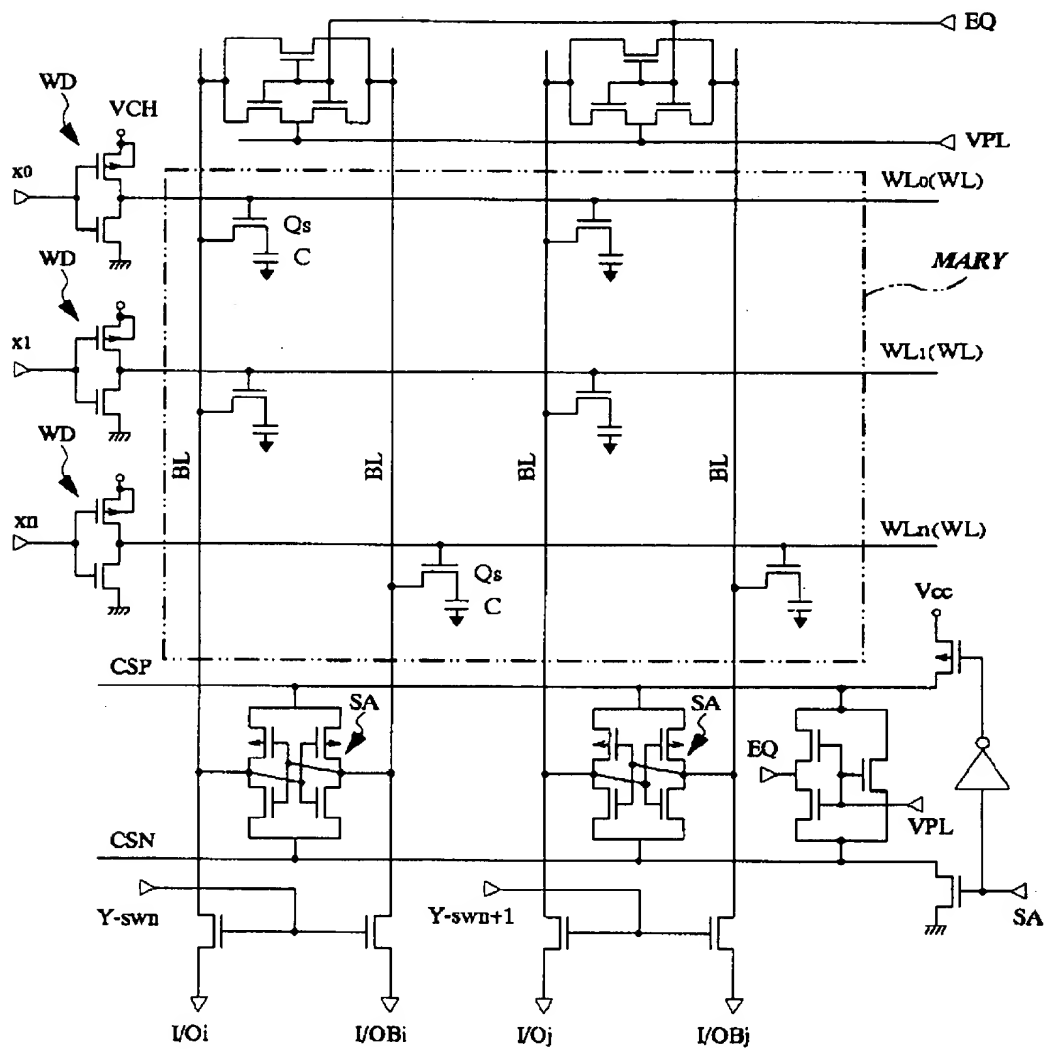 EQ
WD
VCH
VPL
x0
WL0(WL)
Qs
C
WD
MARY
x1
WL1(WL)
WD
BL
BL
BL
BL
xn
WLn(WL)
Qs
C
Vcc
CSP
SA
SA
EQ
VPL
CSN
Y-swn
Y-swn+1
SA
I/Oi
I/OBi
I/Oj
I/OBj